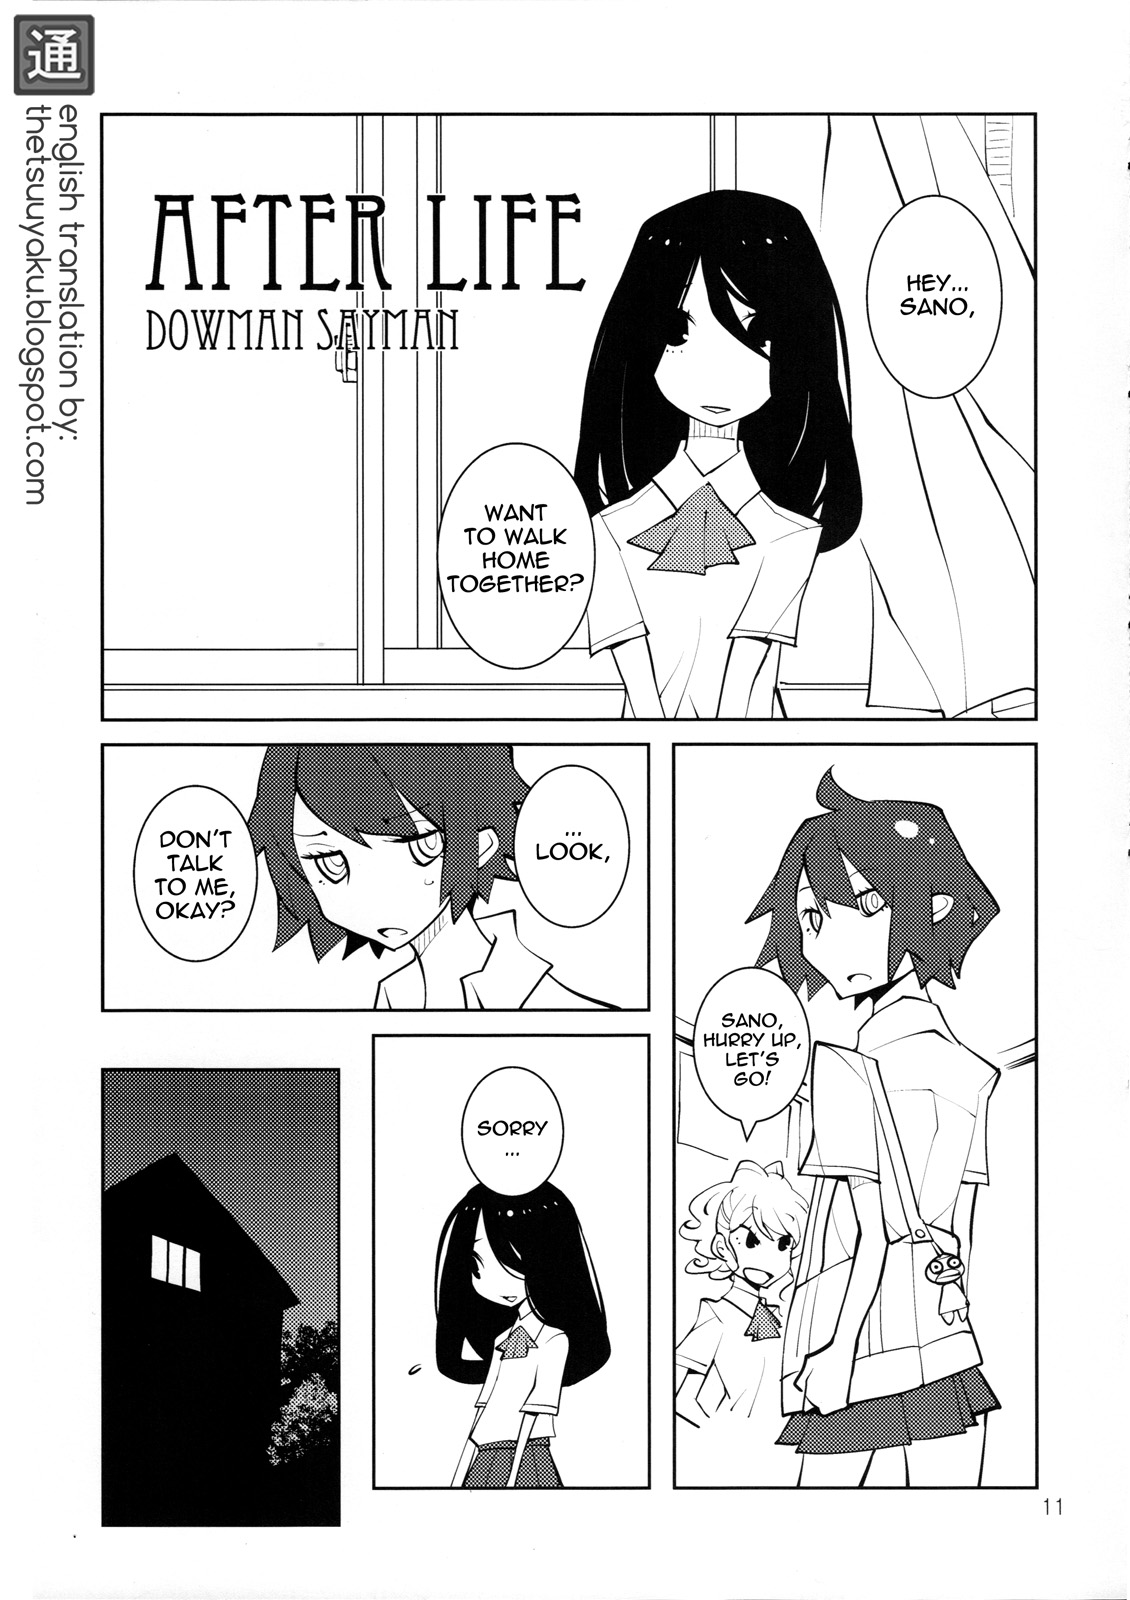 通
english translation by:
thetsuuyaku.blogspot.com
AFTER LIFE
DOWMAN SAYMAN
HEY...
SANO,
WANT
TO WALK
HOME
TOGETHER?
SANO,
HURRY UP,
LET'S
GO!
...
LOOK,
DON'T
TALK
TO ME,
OKAY?
SORRY
...
11